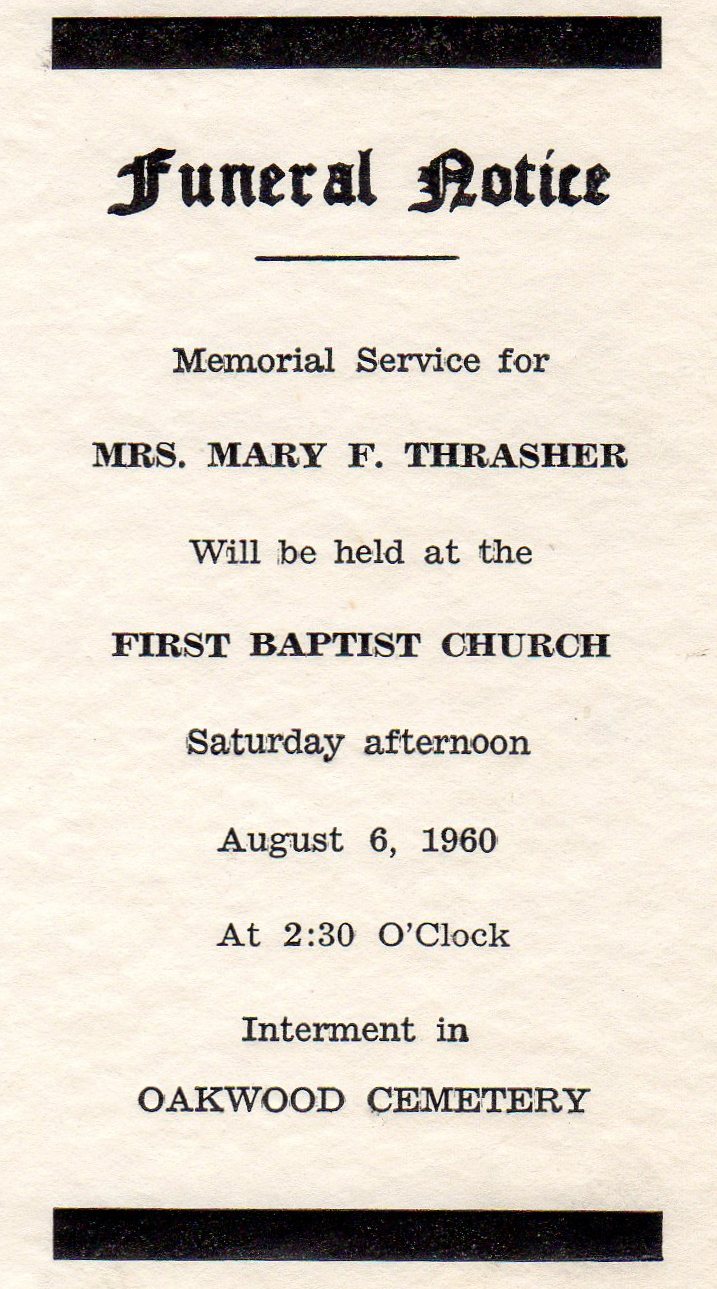 Funeral Notice
Memorial Service for
MRS. MARY F. THRASHER
Will be held at the
FIRST BAPTIST CHURCH
Saturday afternoon
August 6, 1960
At 2:30 O'Clock
Interment in
OAKWOOD CEMETERY